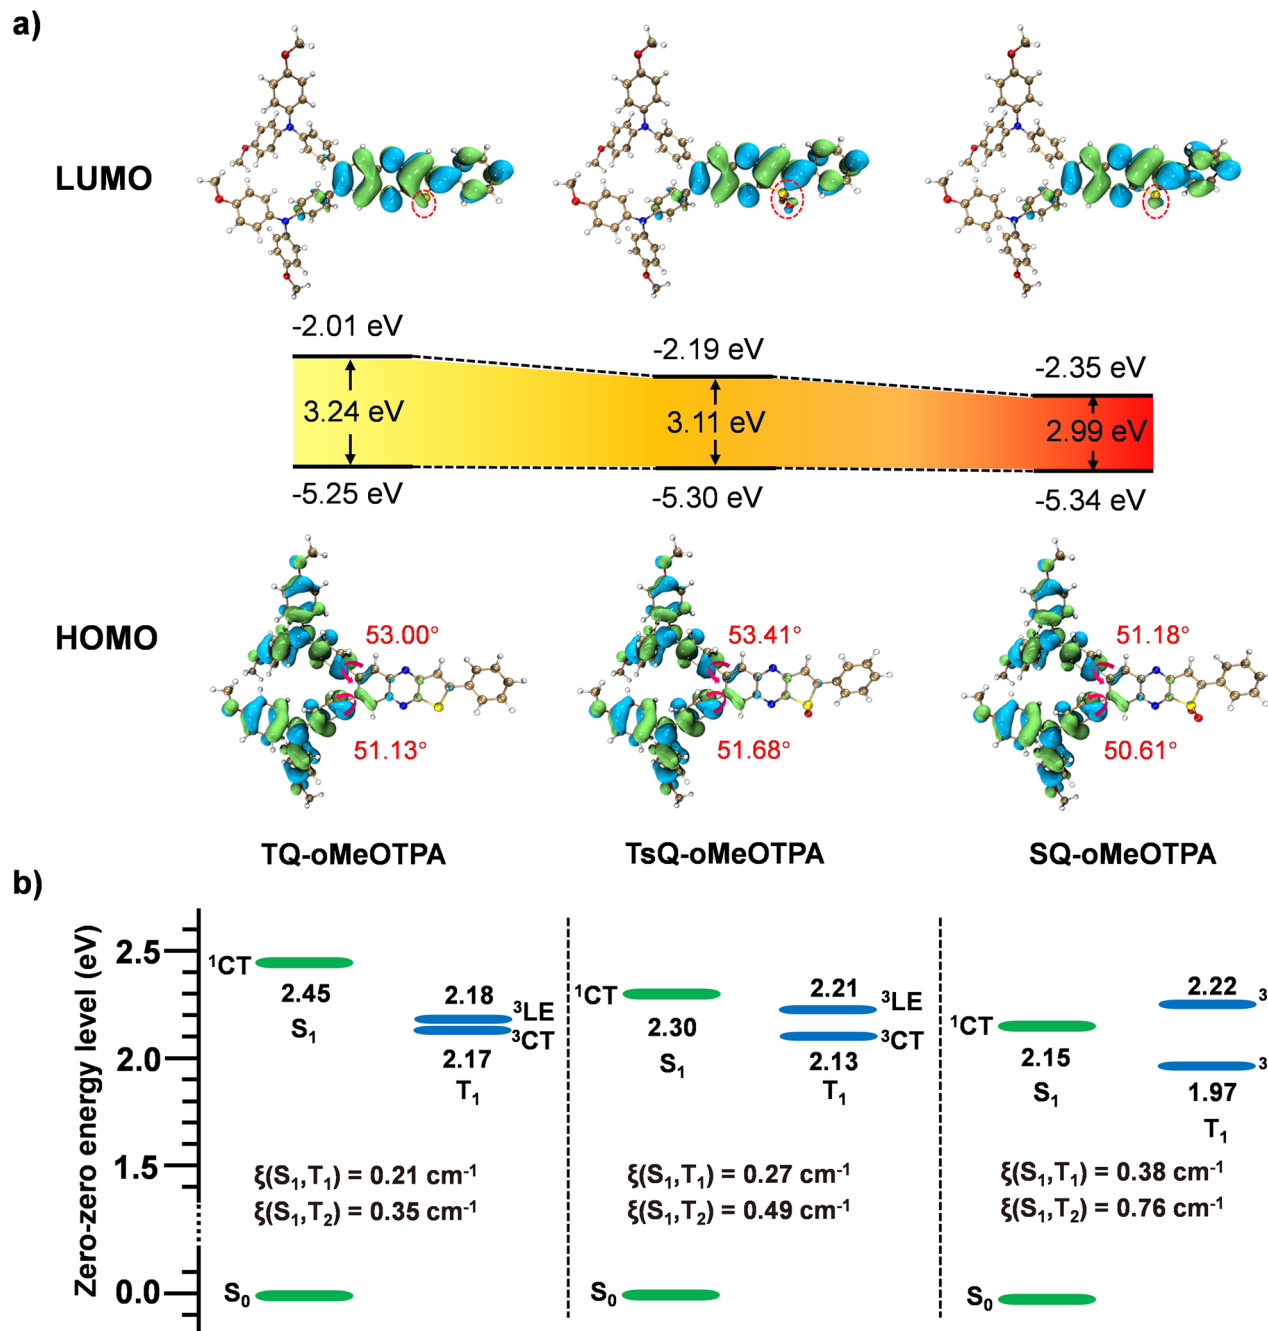 a)
LUMO
-2.01 eV
-2.19 eV
-2.35 eV
3.24 eV
3.11 eV
2.99 eV
-5.25 eV
-5.30 eV
-5.34 eV
HOMO
53.00°
53.41°
51.18°
51.13°
51.68°
50.61°
TQ-oMeOTPA
TsQ-oMeOTPA
SQ-oMeOTPA
b)
Zero-zero energy level (eV)
2.5
2.0
1.5
0.0
¹CT
2.45
S₁
2.18
³LE
³CT
2.17
T₁
ξ(S₁,T₁) = 0.21 cm⁻¹
ξ(S₁,T₂) = 0.35 cm⁻¹
S₀
¹CT
2.30
S₁
2.21
³LE
³CT
2.13
T₁
ξ(S₁,T₁) = 0.27 cm⁻¹
ξ(S₁,T₂) = 0.49 cm⁻¹
S₀
¹CT
2.15
S₁
2.22
³
³
1.97
T₁
ξ(S₁,T₁) = 0.38 cm⁻¹
ξ(S₁,T₂) = 0.76 cm⁻¹
S₀